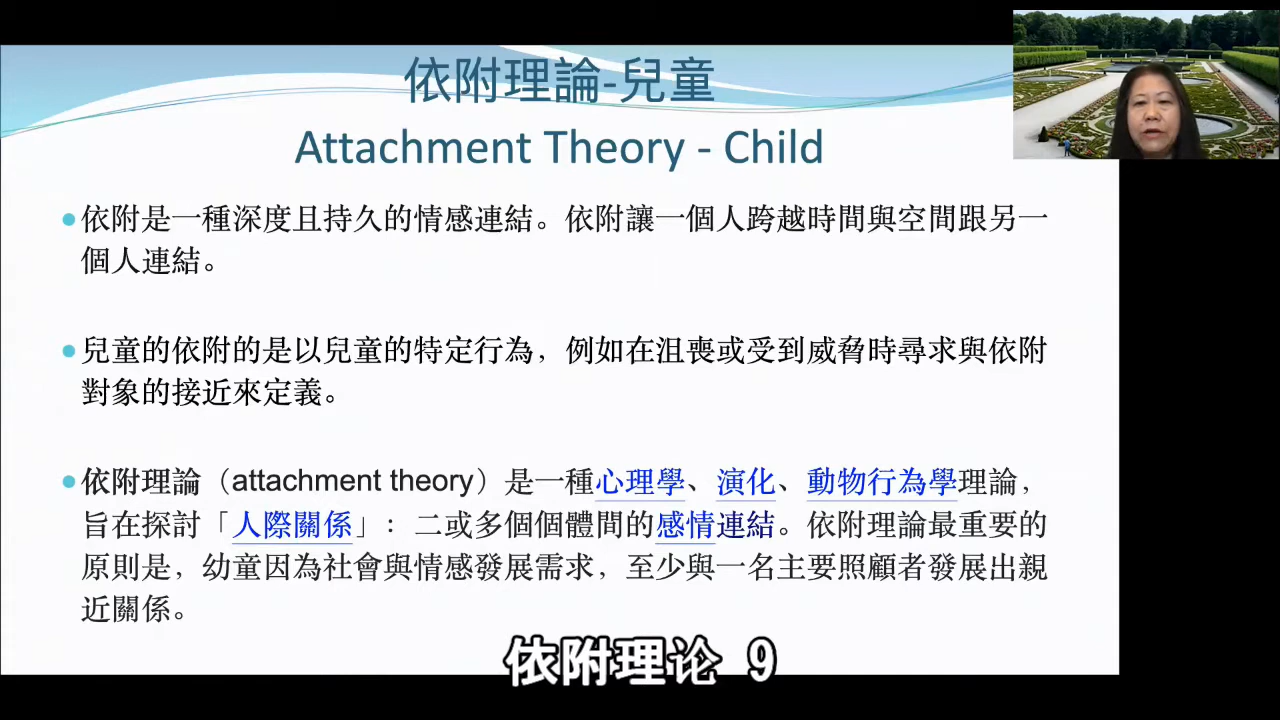 依附理論-兒童
Attachment Theory - Child
•依附是一種深度且持久的情感連結。依附讓一個人跨越時間與空間跟另一
個人連結。
•兒童的依附的是以兒童的特定行為，例如在沮喪或受到威脅時尋求與依附
對象的接近來定義。
•依附理論（attachment theory）是一種心理學、演化、動物行為學理論，
旨在探討「人際關係」：二或多個個體間的感情連結。依附理論最重要的
原則是，幼童因為社會與情感發展需求，至少與一名主要照顧者發展出親
近關係。
依附理论 9